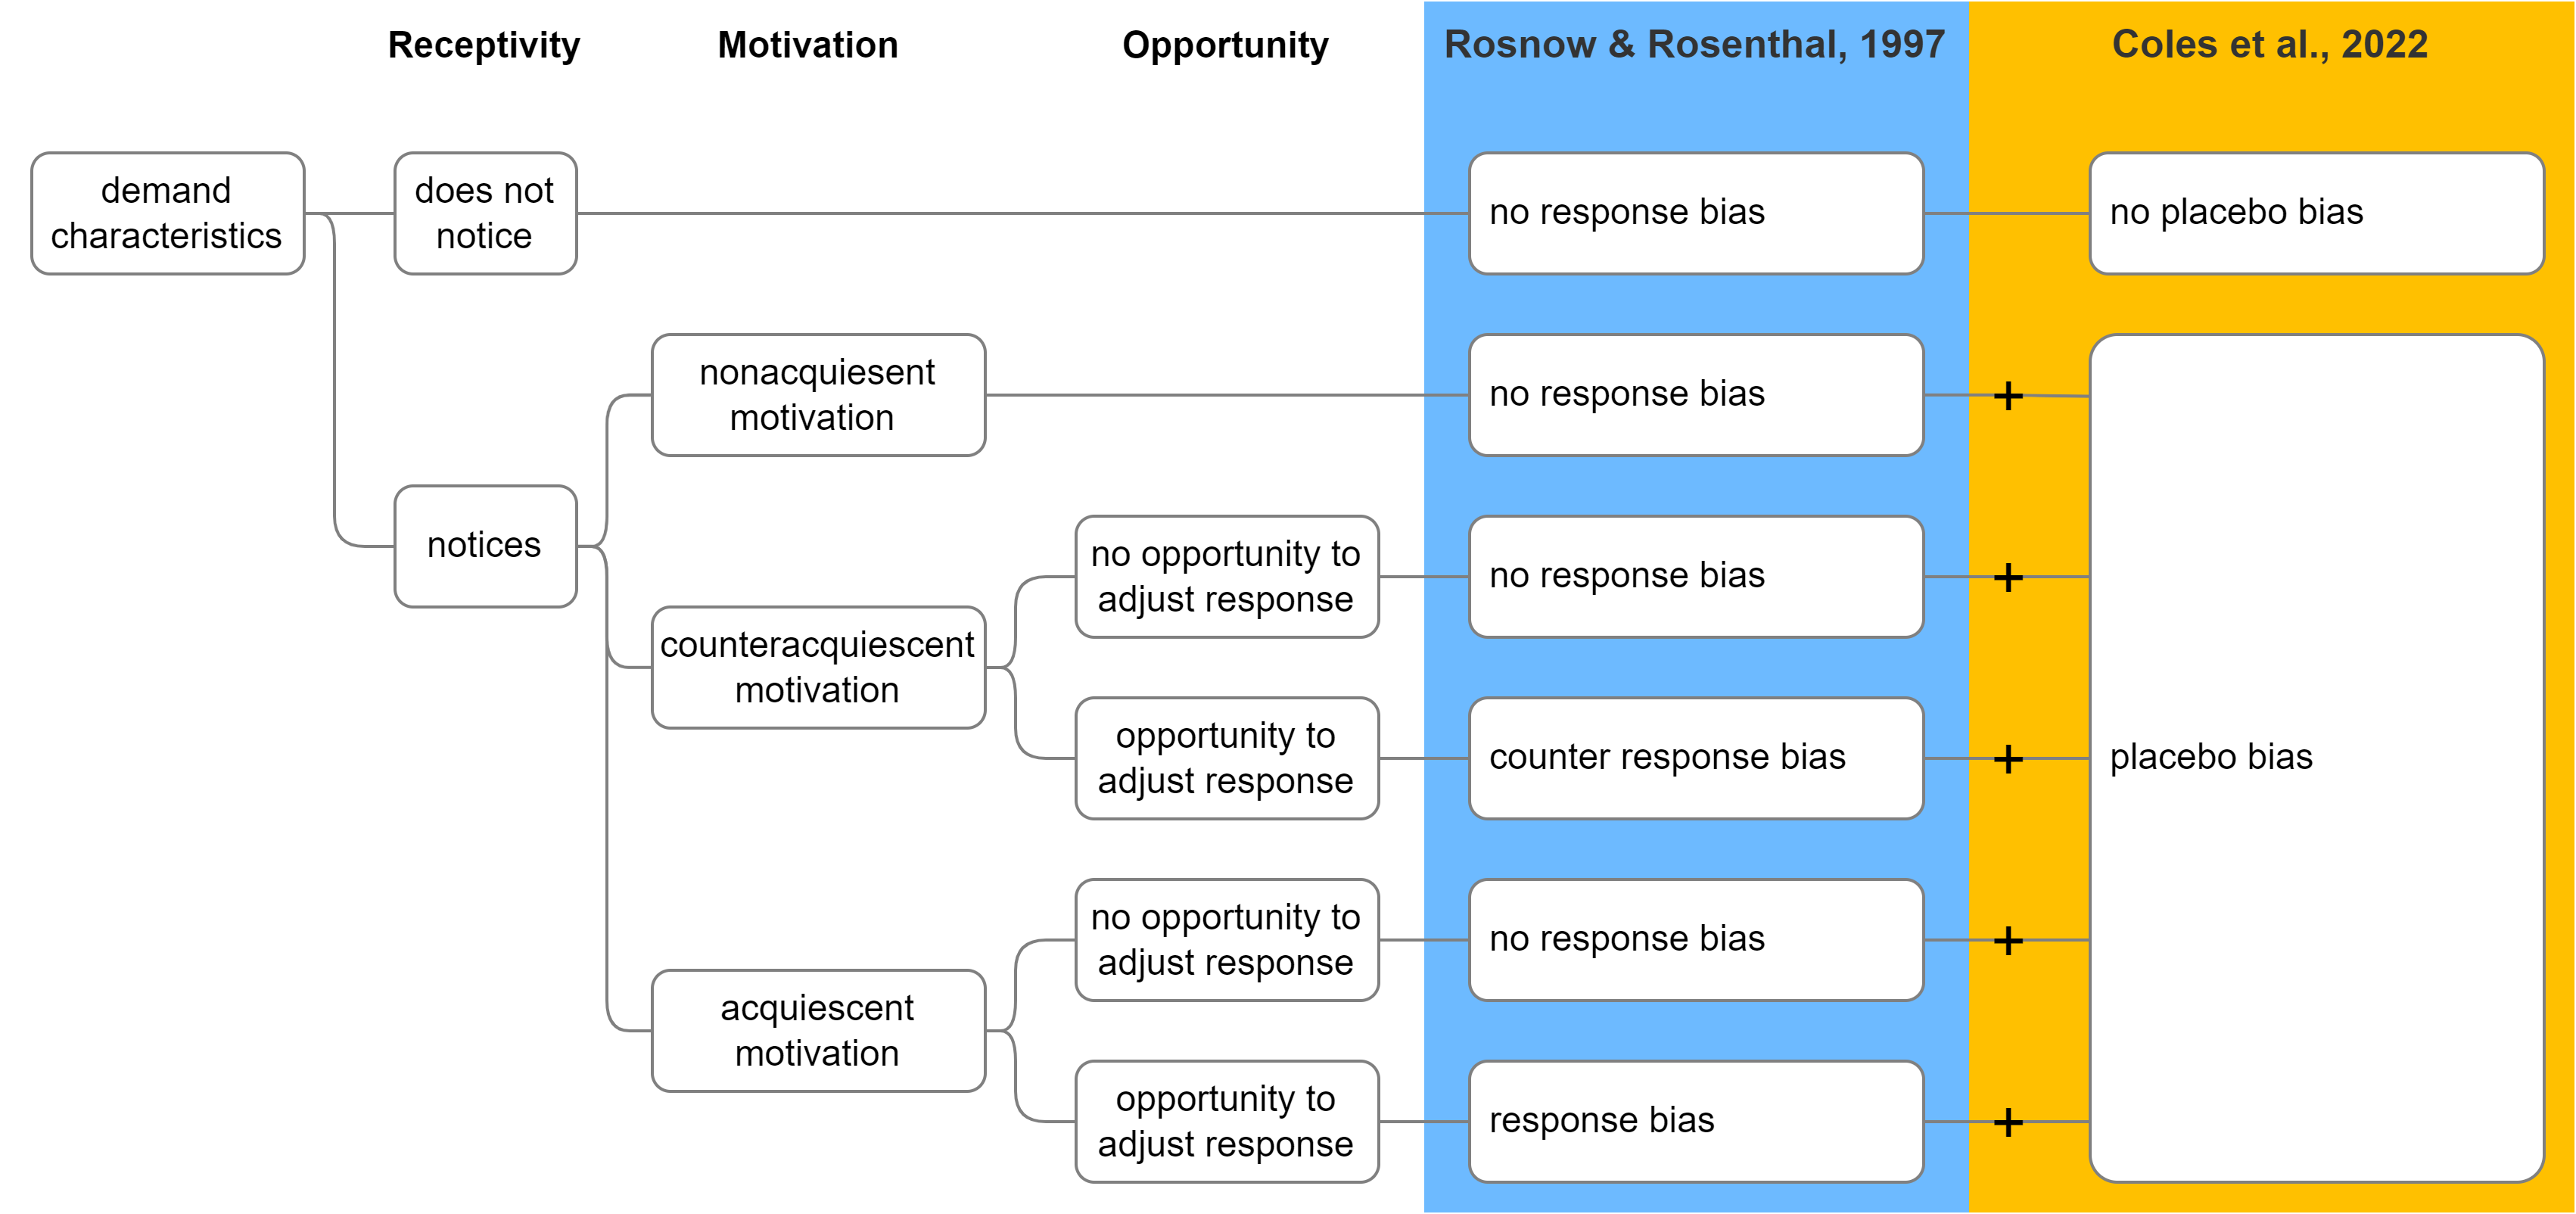 Receptivity
Motivation
Opportunity
Rosnow & Rosenthal, 1997
Coles et al., 2022
demand
characteristics
does not
notice
no response bias
no placebo bias
nonacquiesent
motivation
no response bias
notices
no opportunity to
adjust response
no response bias
counteracquiescent
motivation
opportunity to
adjust response
counter response bias
placebo bias
no opportunity to
adjust response
no response bias
acquiescent
motivation
opportunity to
adjust response
response bias
+
+
+
+
+